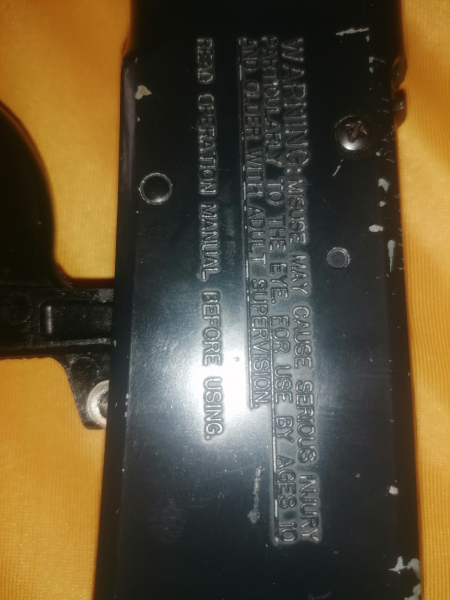 WARNING: MISUSE MAY CAUSE SERIOUS INJURY
PARTICULARLY TO THE EYE. FOR USE BY AGES 10
AND OLDER WITH ADULT SUPERVISION.
READ OPERATION MANUAL BEFORE USING.